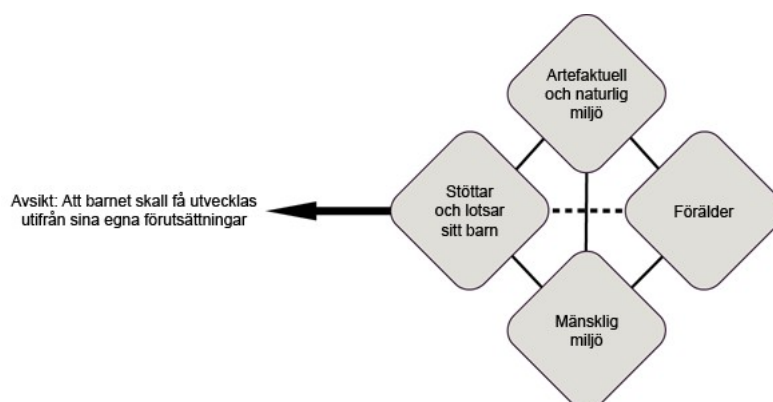 Artefaktuell
och naturlig
miljö
Avsikt: Att barnet skall få utvecklas
utifrån sina egna förutsättningar
Stöttar
och lotsar
sitt barn
Förälder
Mänsklig
miljö